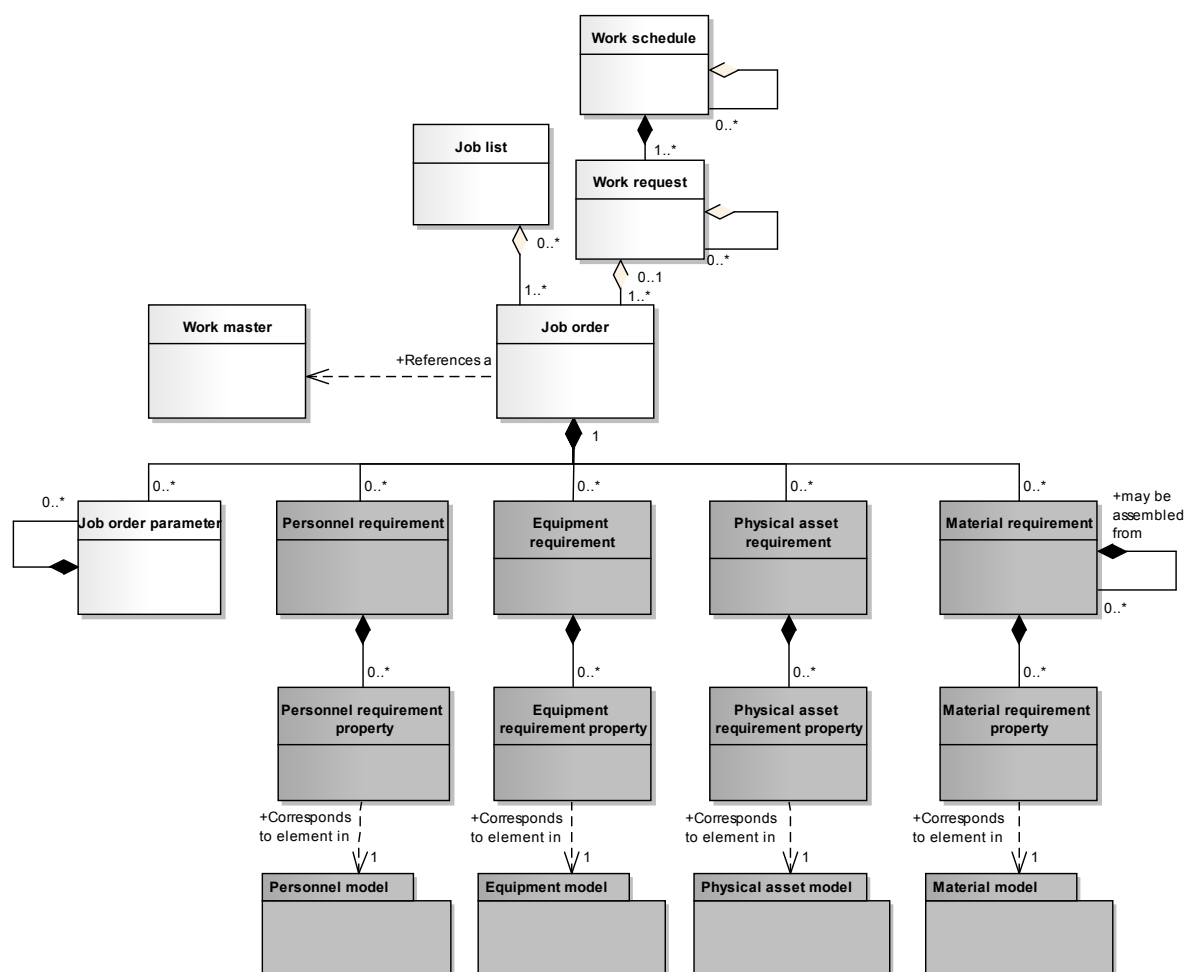 Work schedule
0..*
1..*
Job list
Work request
0..*
0..*
0..1
1..*
1..*
Work master
Job order
+References a
1
0..*
0..*
0..*
0..*
0..*
0..*
+may be
assembled
from
Job order parameter
Personnel requirement
Equipment
requirement
Physical asset
requirement
Material requirement
0..*
0..*
0..*
0..*
0..*
Personnel requirement
property
Equipment
requirement property
Physical asset
requirement property
Material requirement
property
+Corresponds
to element in
1
+Corresponds
to element in
1
+Corresponds
to element in
1
+Corresponds
to element in
1
Personnel model
Equipment model
Physical asset model
Material model